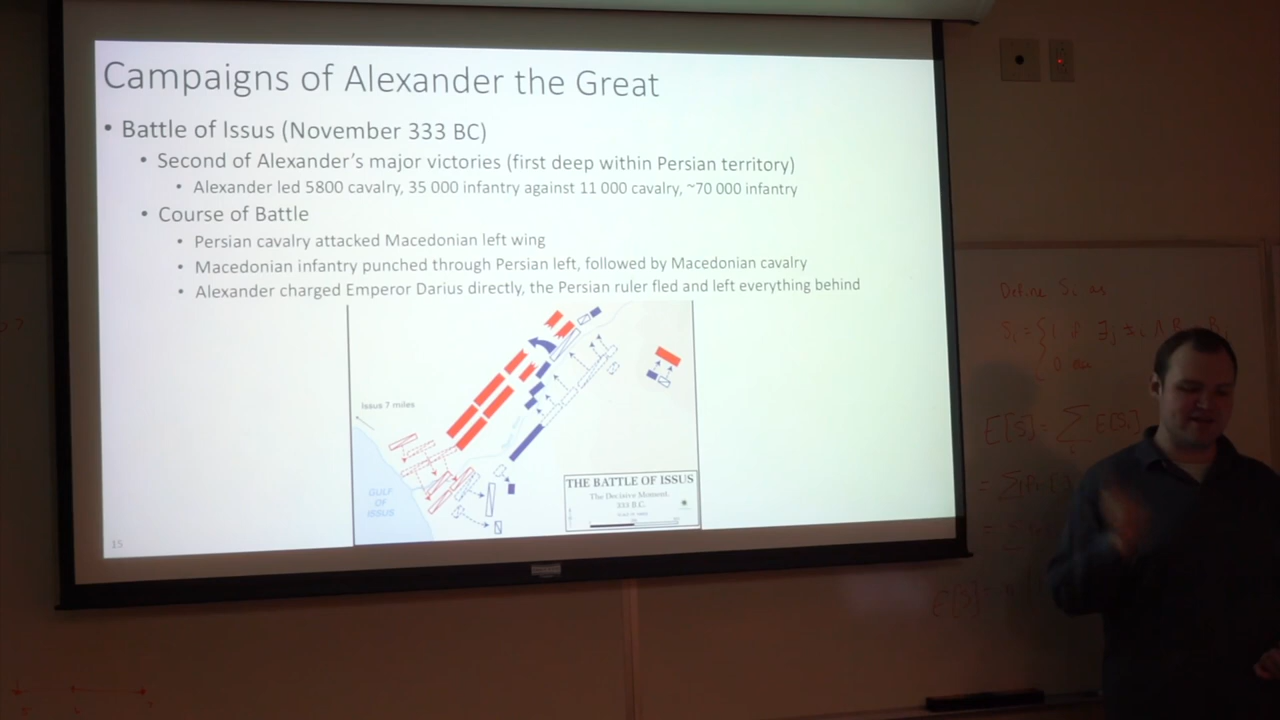 Campaigns of Alexander the Great
• Battle of Issus (November 333 BC)
• Second of Alexander's major victories (first deep within Persian territory)
• Alexander led 5800 cavalry, 35 000 infantry against 11 000 cavalry, ~70 000 infantry
• Course of Battle
• Persian cavalry attacked Macedonian left wing
• Macedonian infantry punched through Persian left, followed by Macedonian cavalry
• Alexander charged Emperor Darius directly, the Persian ruler fled and left everything behind
Issus 7 miles
GULF
OF
ISSUS
THE BATTLE OF ISSUS
The Decisive Moment,
333 B.C.
15
Define Si as
E[S] = ∑ E[Si]
E[S]